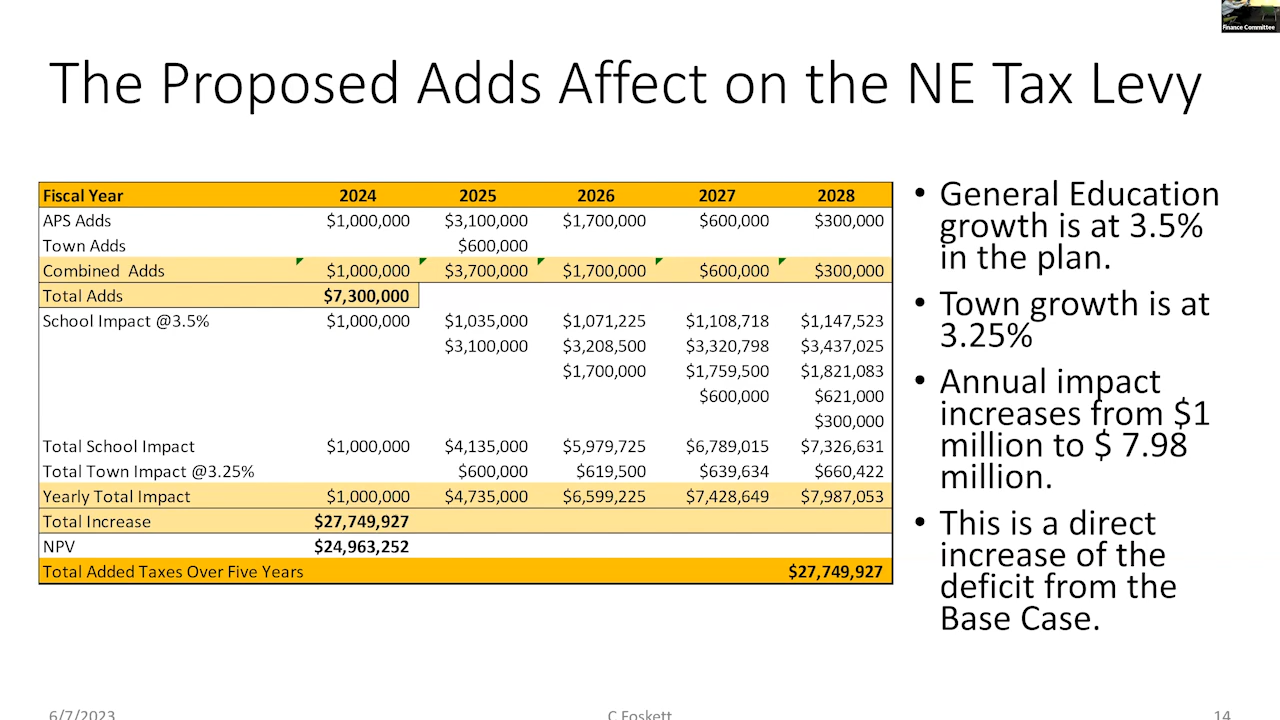 Finance Committee
The Proposed Adds Affect on the NE Tax Levy
Fiscal Year 2024 2025 2026 2027 2028
APS Adds $1,000,000 $3,100,000 $1,700,000 $600,000 $300,000
Town Adds $600,000
Combined Adds $1,000,000 $3,700,000 $1,700,000 $600,000 $300,000
Total Adds $7,300,000
School Impact @3.5% $1,000,000 $1,035,000 $1,071,225 $1,108,718 $1,147,523
$3,100,000 $3,208,500 $3,320,798 $3,437,025
$1,700,000 $1,759,500 $1,821,083
$600,000 $621,000
$300,000
Total School Impact $1,000,000 $4,135,000 $5,979,725 $6,789,015 $7,326,631
Total Town Impact @3.25% $600,000 $619,500 $639,634 $660,422
Yearly Total Impact $1,000,000 $4,735,000 $6,599,225 $7,428,649 $7,987,053
Total Increase $27,749,927
NPV $24,963,252
Total Added Taxes Over Five Years $27,749,927
• General Education
growth is at 3.5%
in the plan.
• Town growth is at
3.25%
• Annual impact
increases from $1
million to $ 7.98
million.
• This is a direct
increase of the
deficit from the
Base Case.
6/7/2023 C Foskett 14